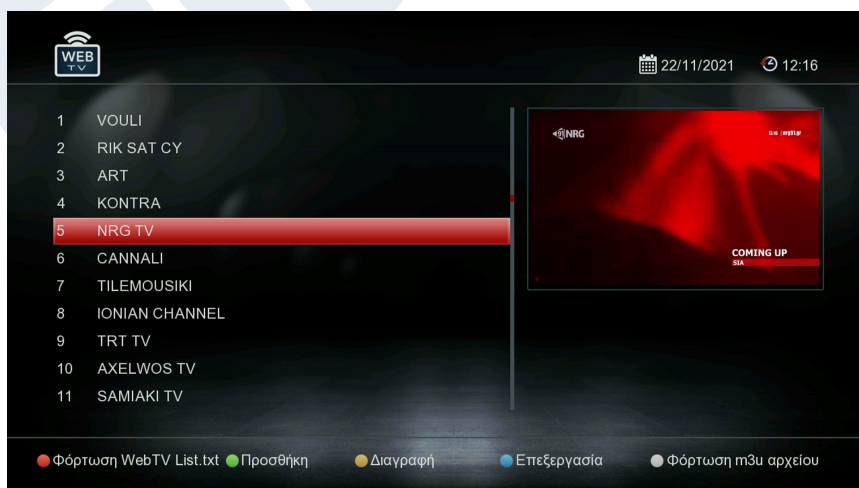 WEB
TV
22/11/2021 12:16
1 VOULI
2 RIK SAT CY
3 ART
4 KONTRA
5 NRG TV
6 CANNALI
7 TILEMOUSIKI
8 IONIAN CHANNEL
9 TRT TV
10 AXELWOS TV
11 SAMIAKI TV
91 NRG
COMING UP
SIA
Φόρτωση WebTV List.txt Προσθήκη Διαγραφή Επεξεργασία Φόρτωση m3u αρχείου